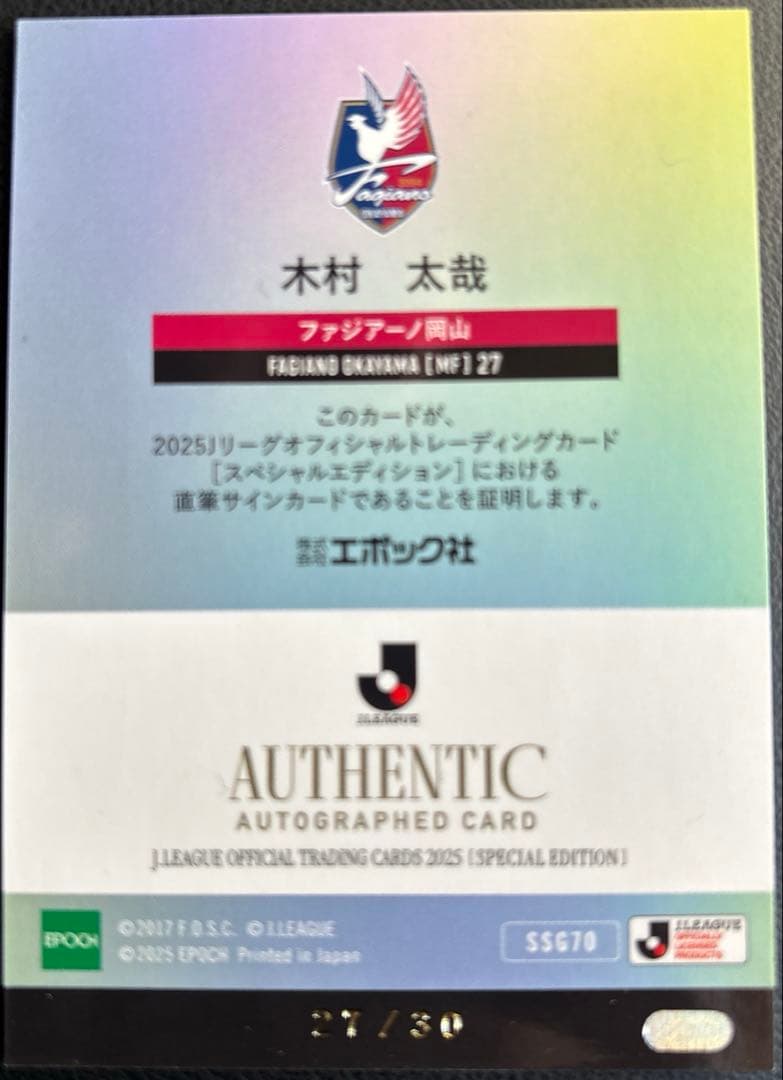 Fagiano
木村 太哉
ファジアーノ岡山
FAGIANO OKAYAMA [MF] 27
このカードが、
2025Jリーグオフィシャルトレーディングカード
[スペシャルエディション]における
直筆サインカードであることを証明します。
株式会社エポック社
J.LEAGUE
AUTHENTIC
AUTOGRAPHED CARD
J.LEAGUE OFFICIAL TRADING CARDS 2025 [SPECIAL EDITION]
EPOCH
©2017 F.O.S.C. ©J.LEAGUE
©2025 EPOCH Printed in Japan
SSG70
J.LEAGUE
OFFICIALLY
LICENSED
PRODUCTS
27/30